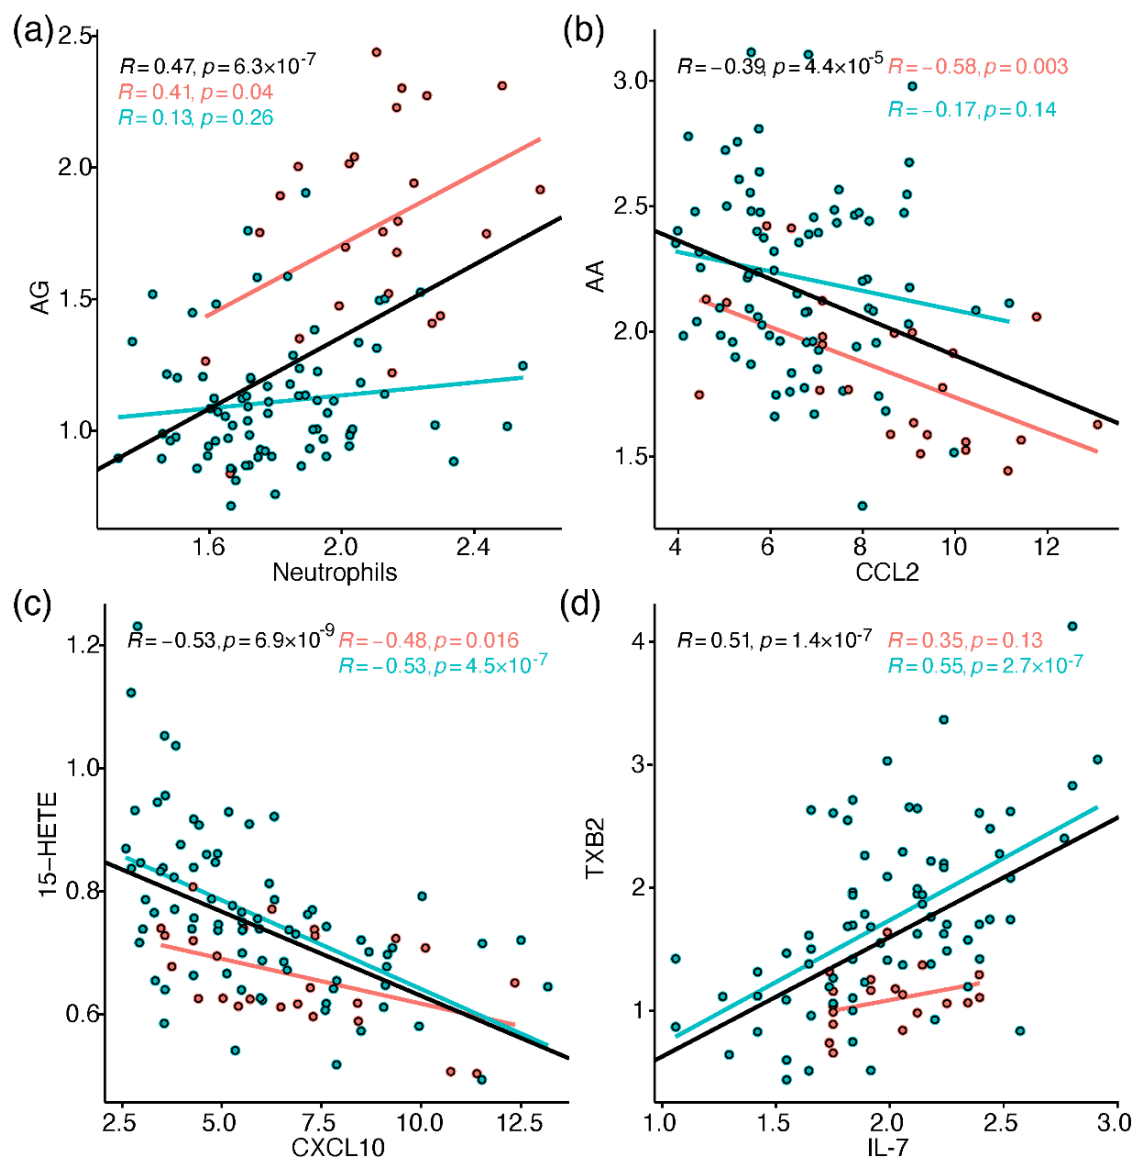 (a)
2.5
R = 0.47, p = 6.3×10⁻⁷
R = 0.41, p = 0.04
R = 0.13, p = 0.26
2.0
AG
1.5
1.0
1.6 2.0 2.4
Neutrophils
(b)
R = −0.39, p = 4.4×10⁻⁵ R = −0.58, p = 0.003
3.0
R = −0.17, p = 0.14
2.5
AA
2.0
1.5
4 6 8 10 12
CCL2
(c)
R = −0.53, p = 6.9×10⁻⁹ R = −0.48, p = 0.016
1.2
R = −0.53, p = 4.5×10⁻⁷
1.0
15−HETE
0.8
0.6
2.5 5.0 7.5 10.0 12.5
CXCL10
(d)
R = 0.51, p = 1.4×10⁻⁷ R = 0.35, p = 0.13
4
R = 0.55, p = 2.7×10⁻⁷
3
TXB2
2
1
1.0 1.5 2.0 2.5 3.0
IL-7